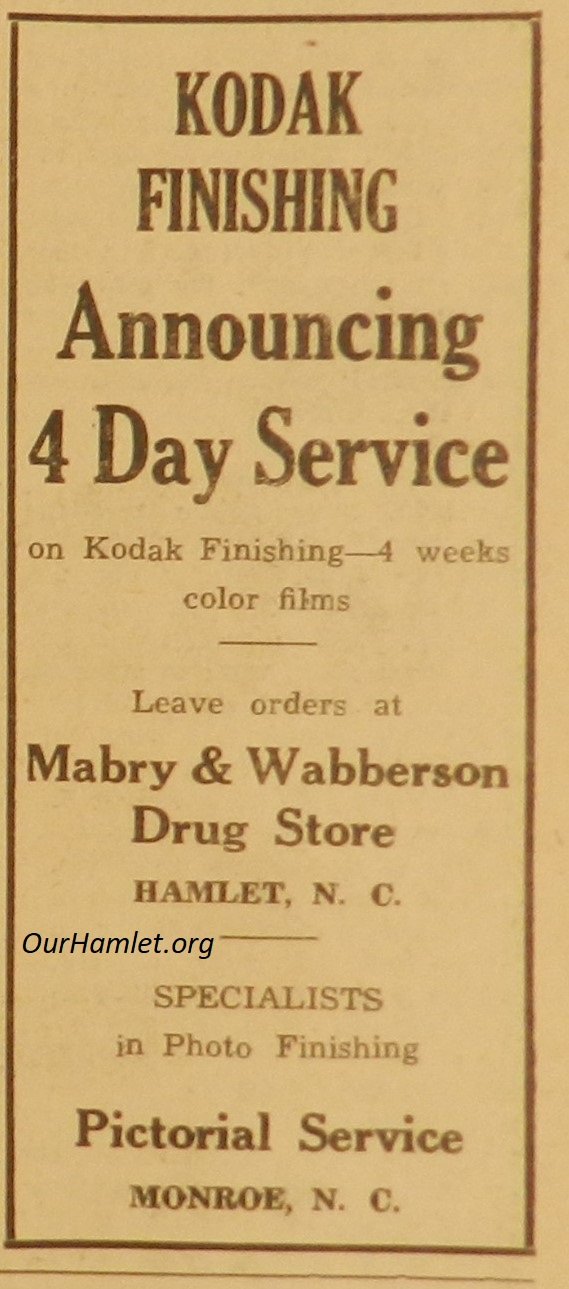 KODAK
FINISHING
Announcing
4 Day Service
on Kodak Finishing—4 weeks
color films
Leave orders at
Mabry & Wabberson
Drug Store
HAMLET, N. C.
OurHamlet.org
SPECIALISTS
in Photo Finishing
Pictorial Service
MONROE, N. C.